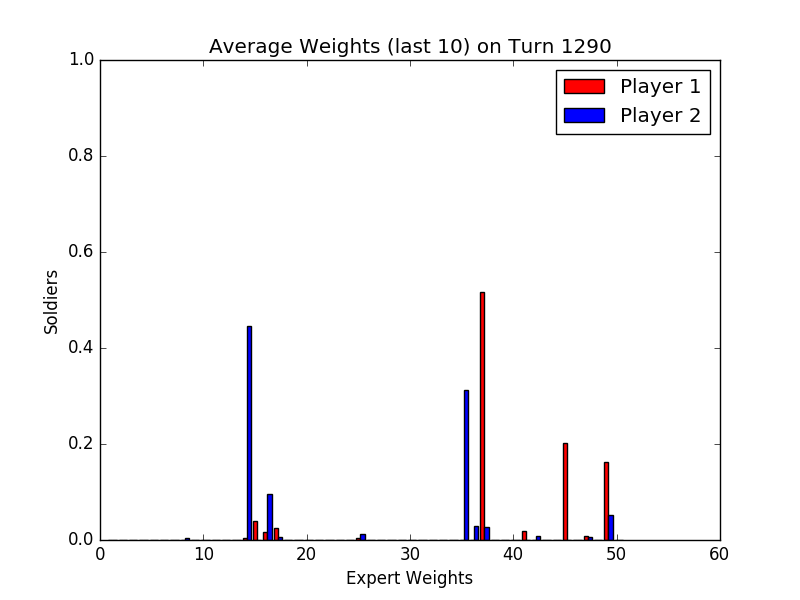 Average Weights (last 10) on Turn 1290
1.0
0.8
0.6
0.4
0.2
0.0
Soldiers
Player 1
Player 2
0 10 20 30 40 50 60
Expert Weights